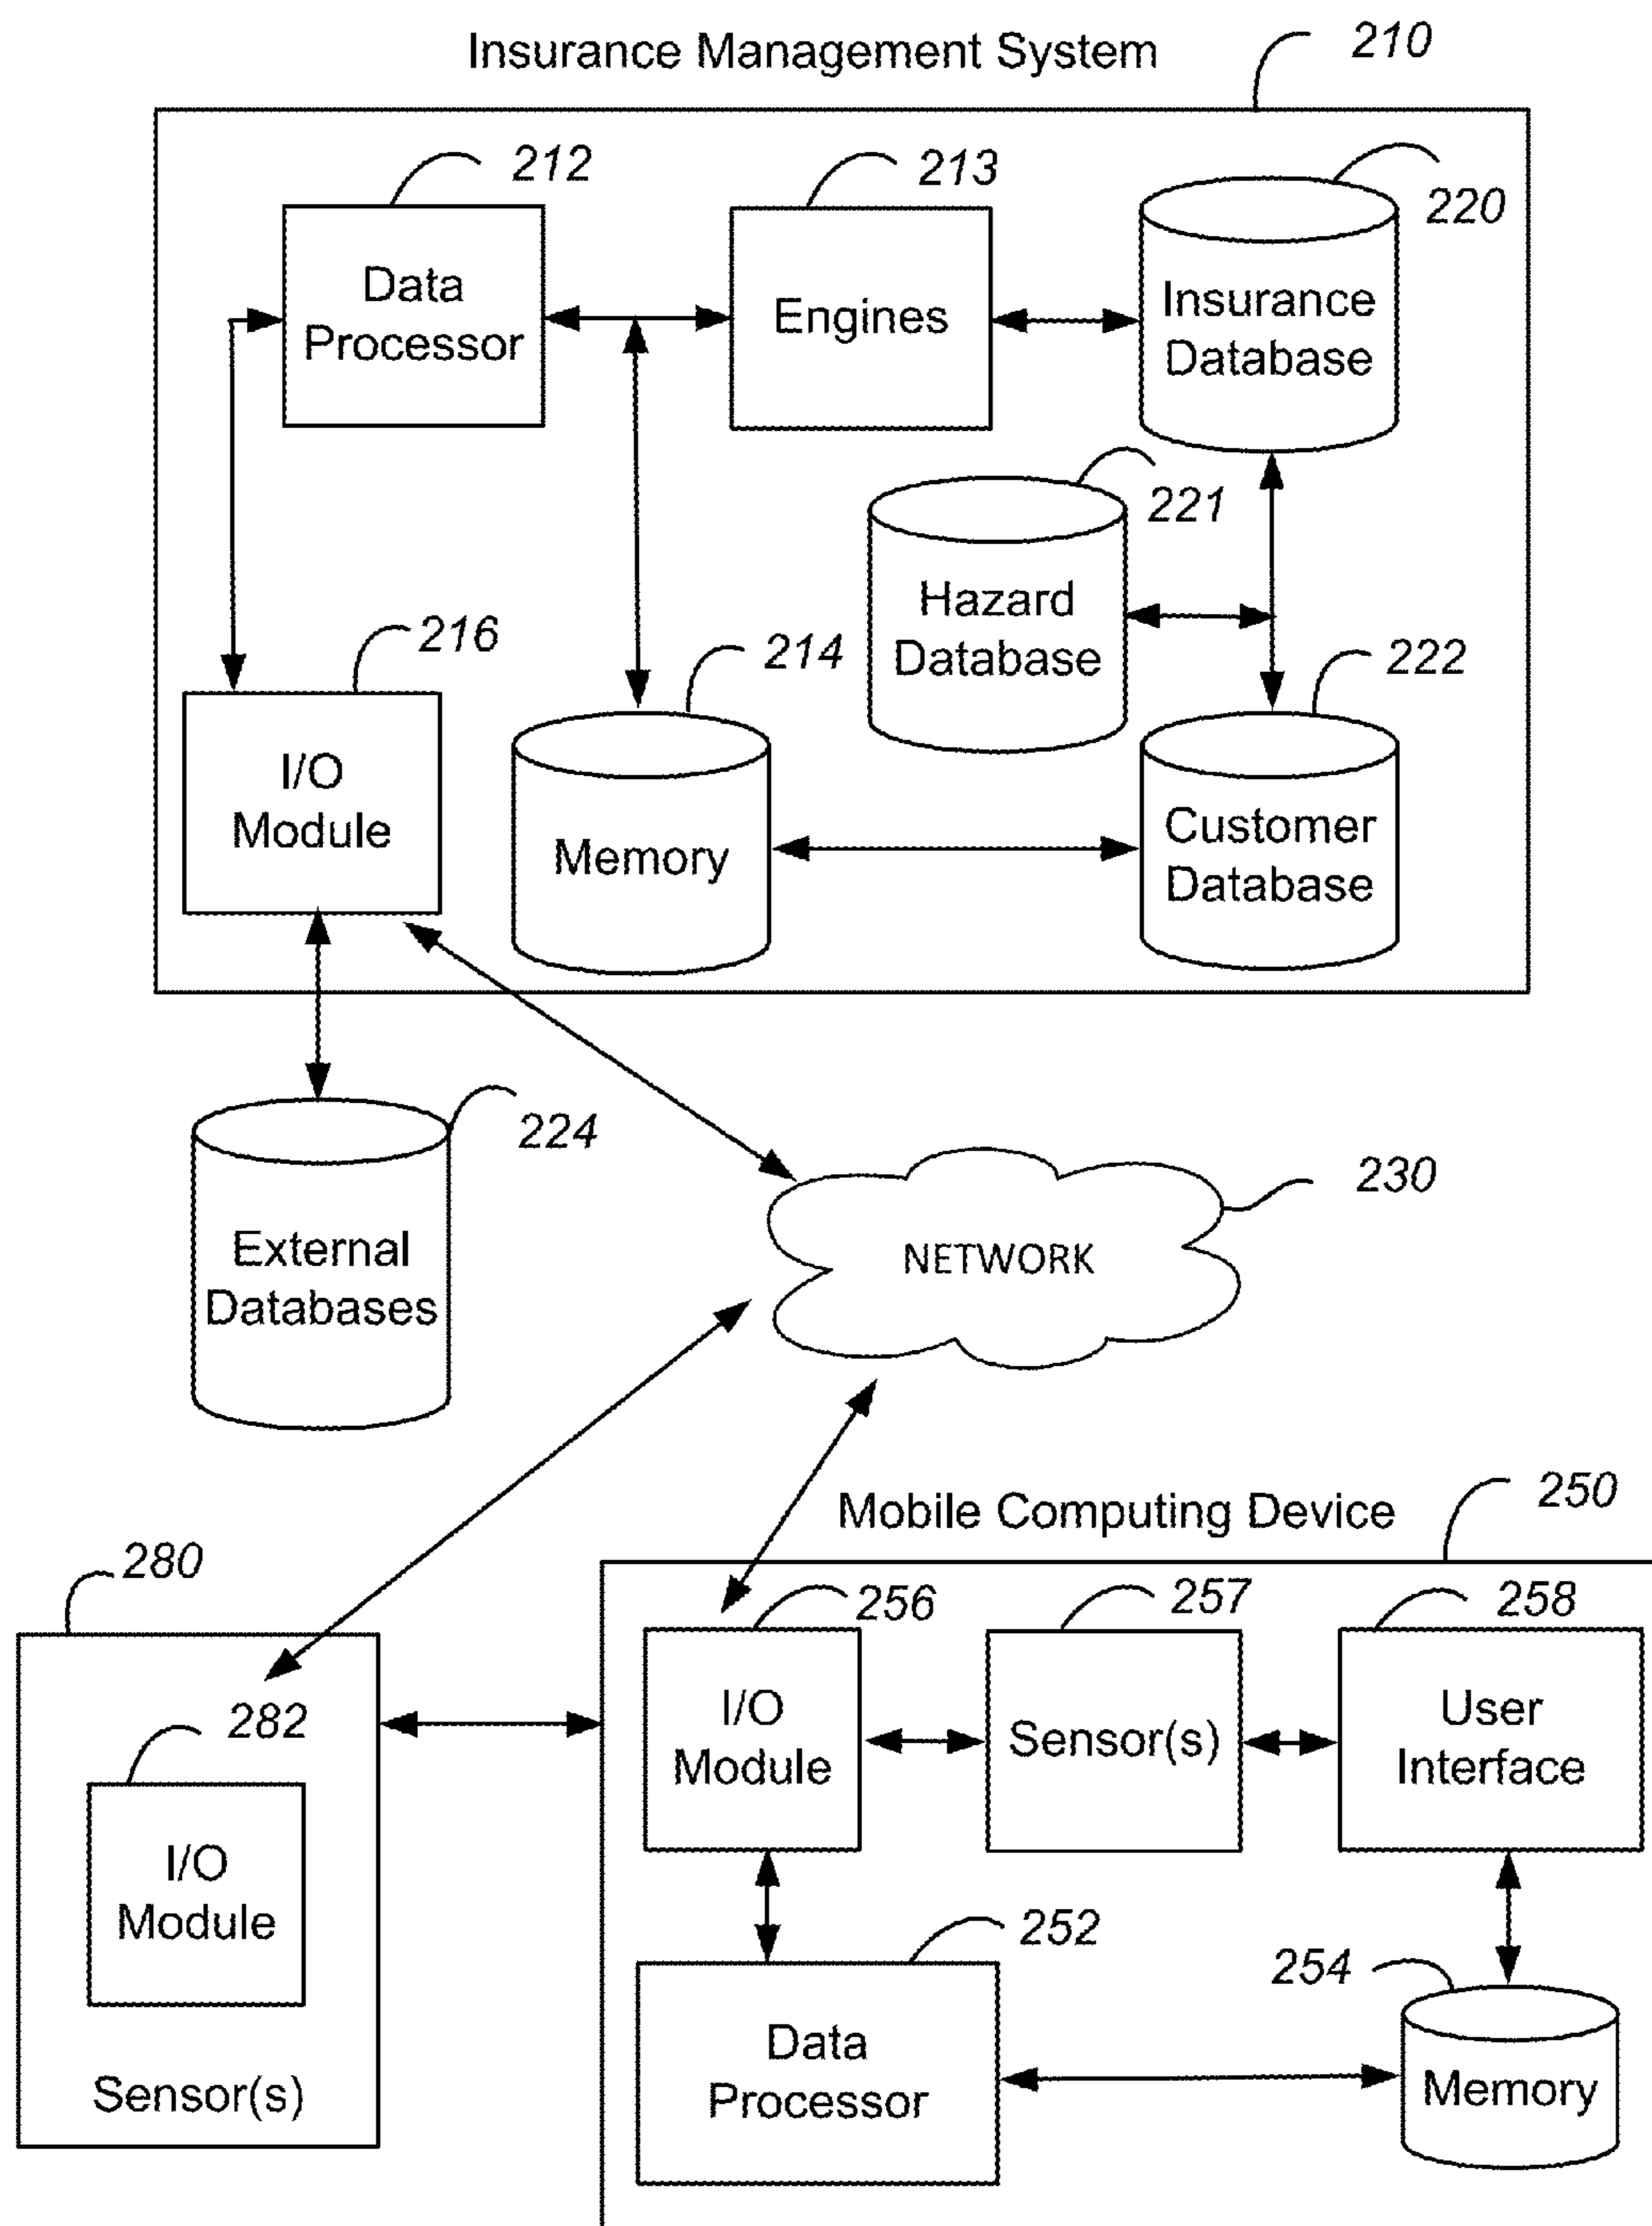 Insurance Management System
210
212
213
220
Data
Processor
Engines
Insurance
Database
221
Hazard
Database
216
214
222
I/O
Module
Memory
Customer
Database
224
External
Databases
230
NETWORK
Mobile Computing Device
250
280
282
I/O
Module
Sensor(s)
256
257
258
I/O
Module
Sensor(s)
User
Interface
252
254
Data
Processor
Memory